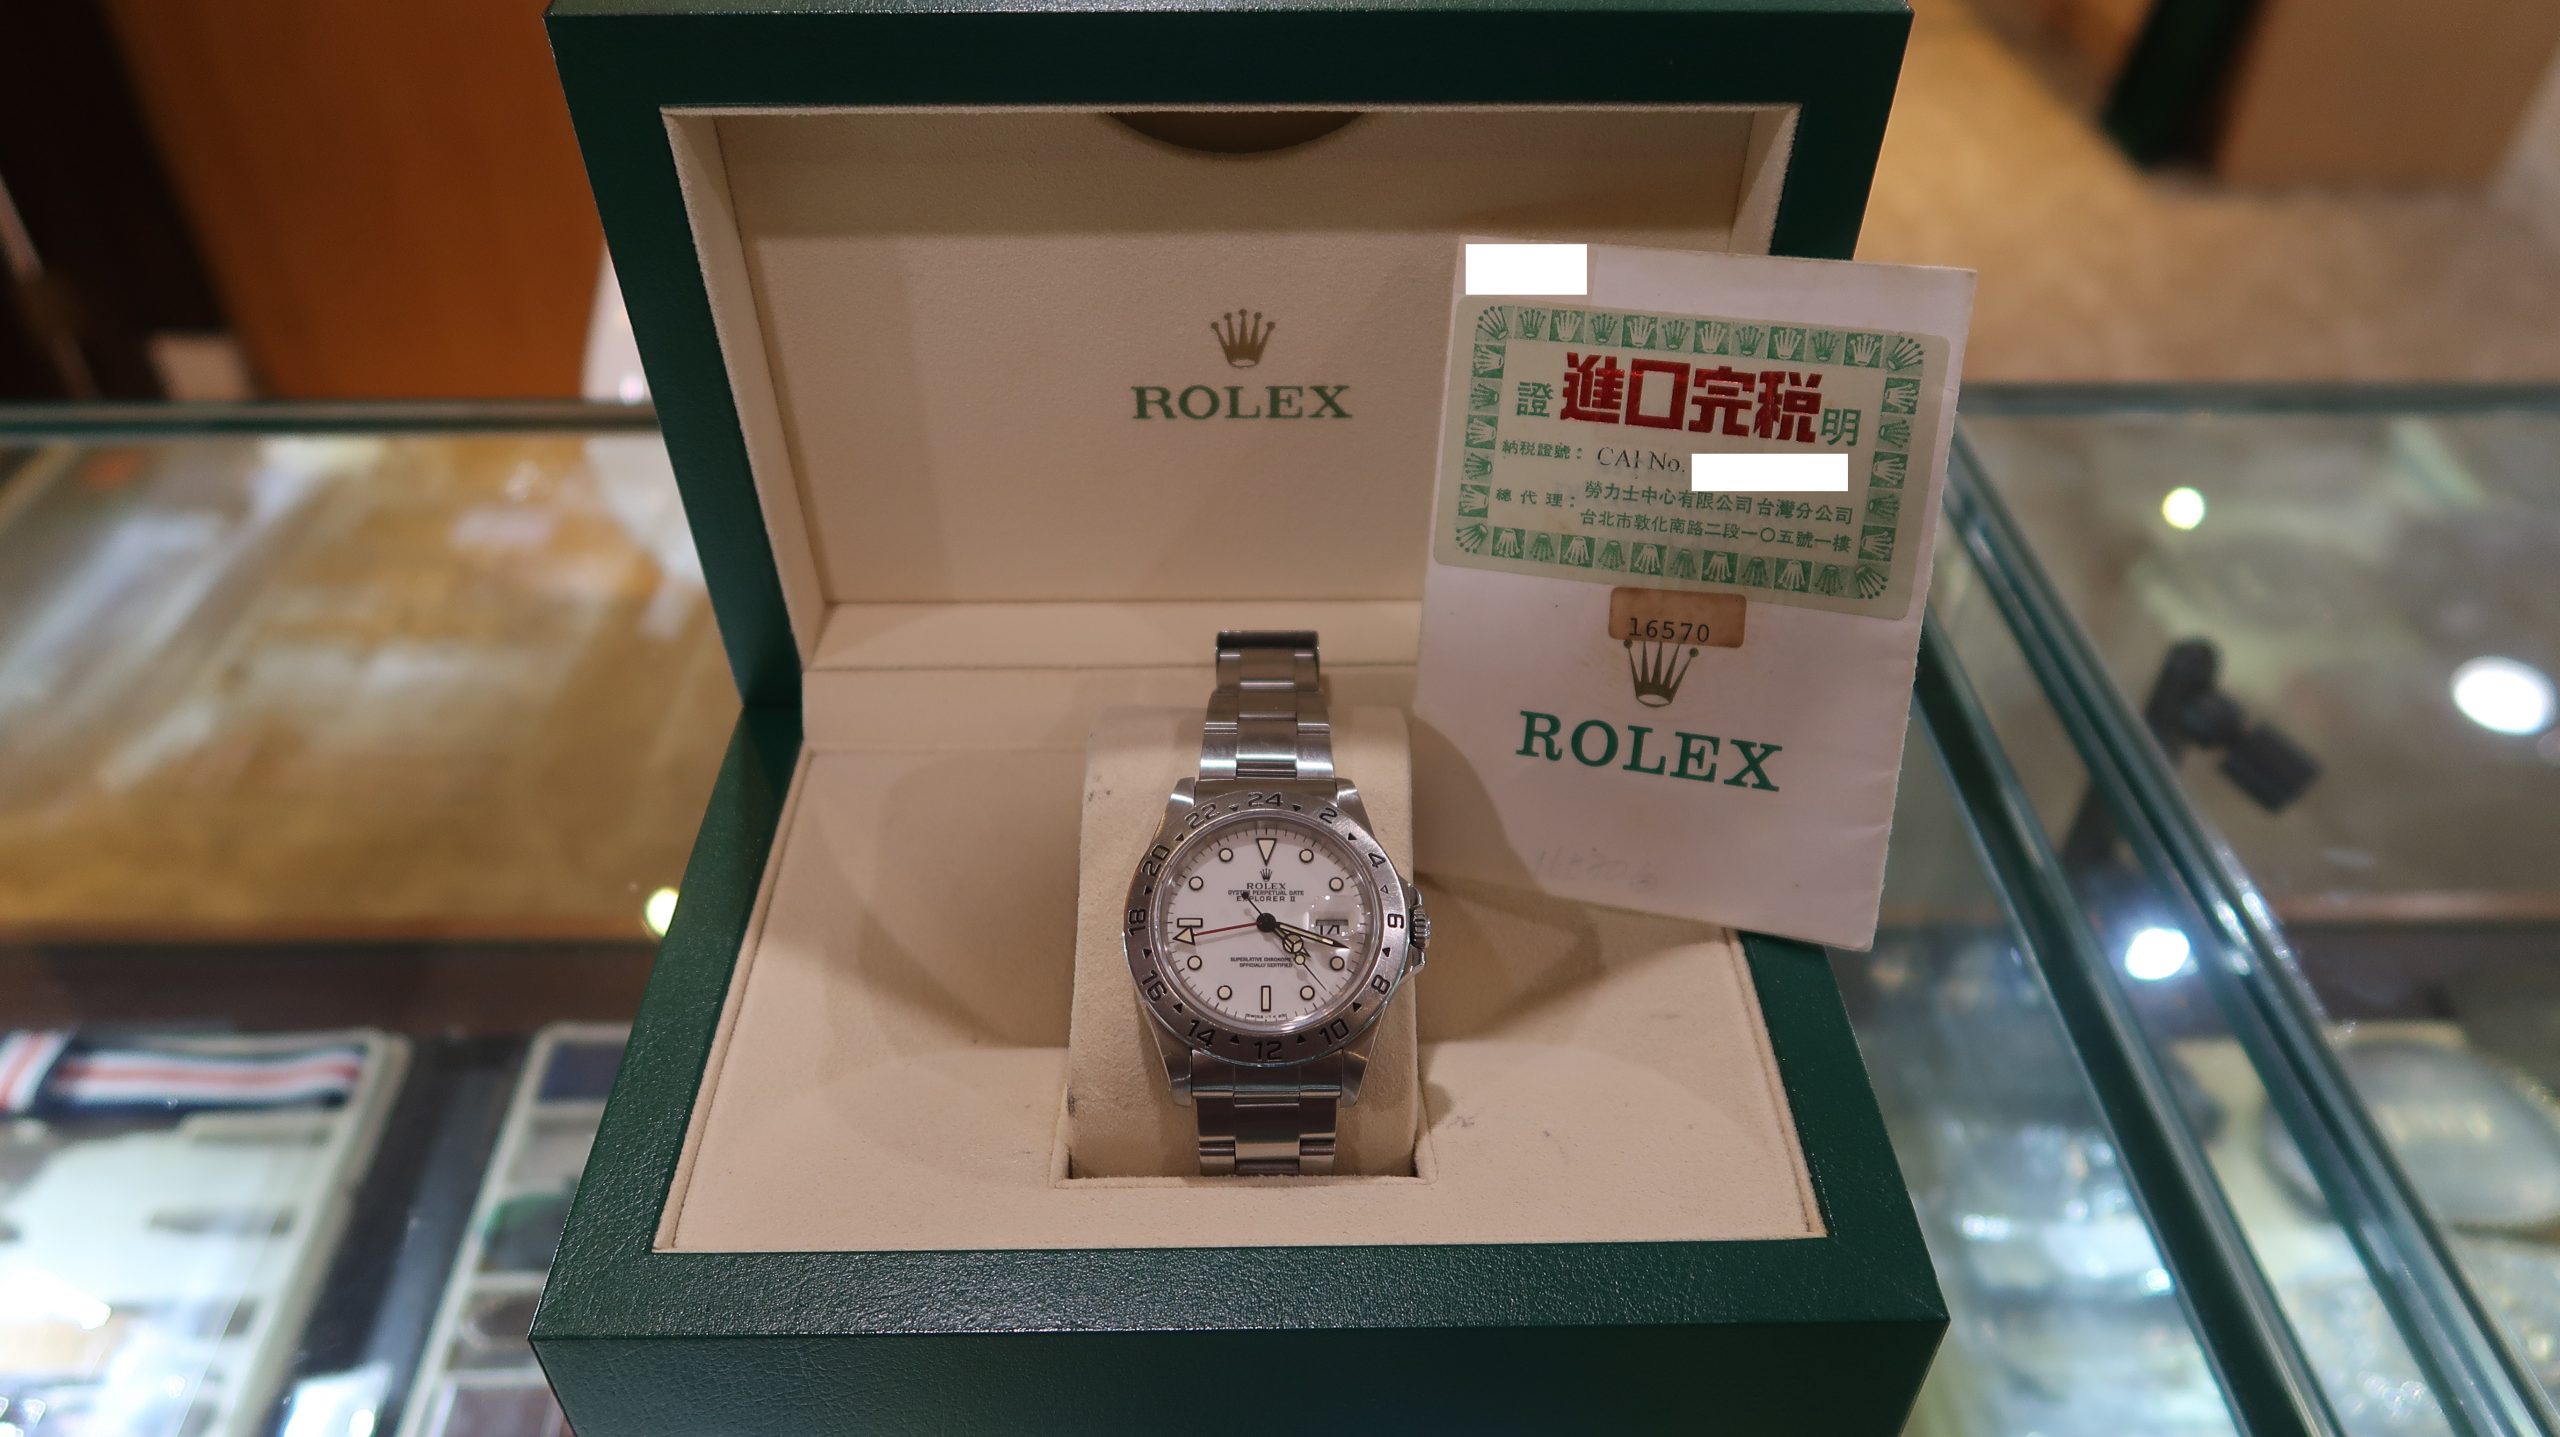 ROLEX
證 進口完税 明
納税證號: CAI No.
總代理: 勞力士中心有限公司台灣分公司
台北市敦化南路二段一〇五號一樓
16570
ROLEX
24
2
4
6
8
10
12
14
16
18
20
22
ROLEX
OYSTER PERPETUAL DATE
EXPLORER II
SUPERLATIVE
OFFICIALLY CERTIFIED